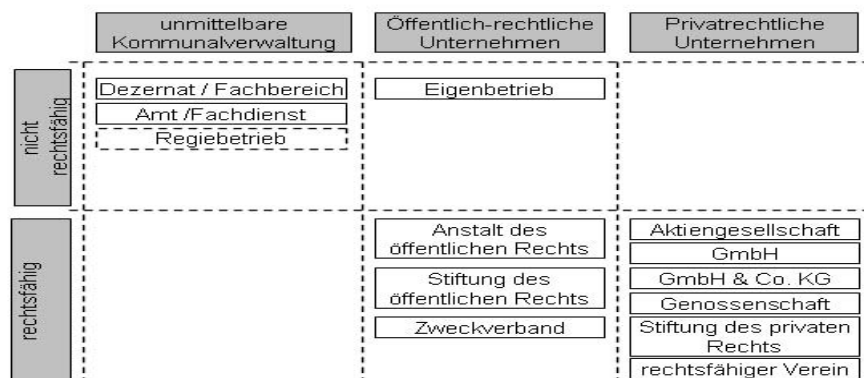 unmittelbare
Kommunalverwaltung
Öffentlich-rechtliche
Unternehmen
Privatrechtliche
Unternehmen
nicht
rechtsfähig
Dezernat / Fachbereich
Amt /Fachdienst
Regiebetrieb
Eigenbetrieb
rechtsfähig
Anstalt des
öffentlichen Rechts
Stiftung des
öffentlichen Rechts
Zweckverband
Aktiengesellschaft
GmbH
GmbH & Co. KG
Genossenschaft
Stiftung des privaten
Rechts
rechtsfähiger Verein